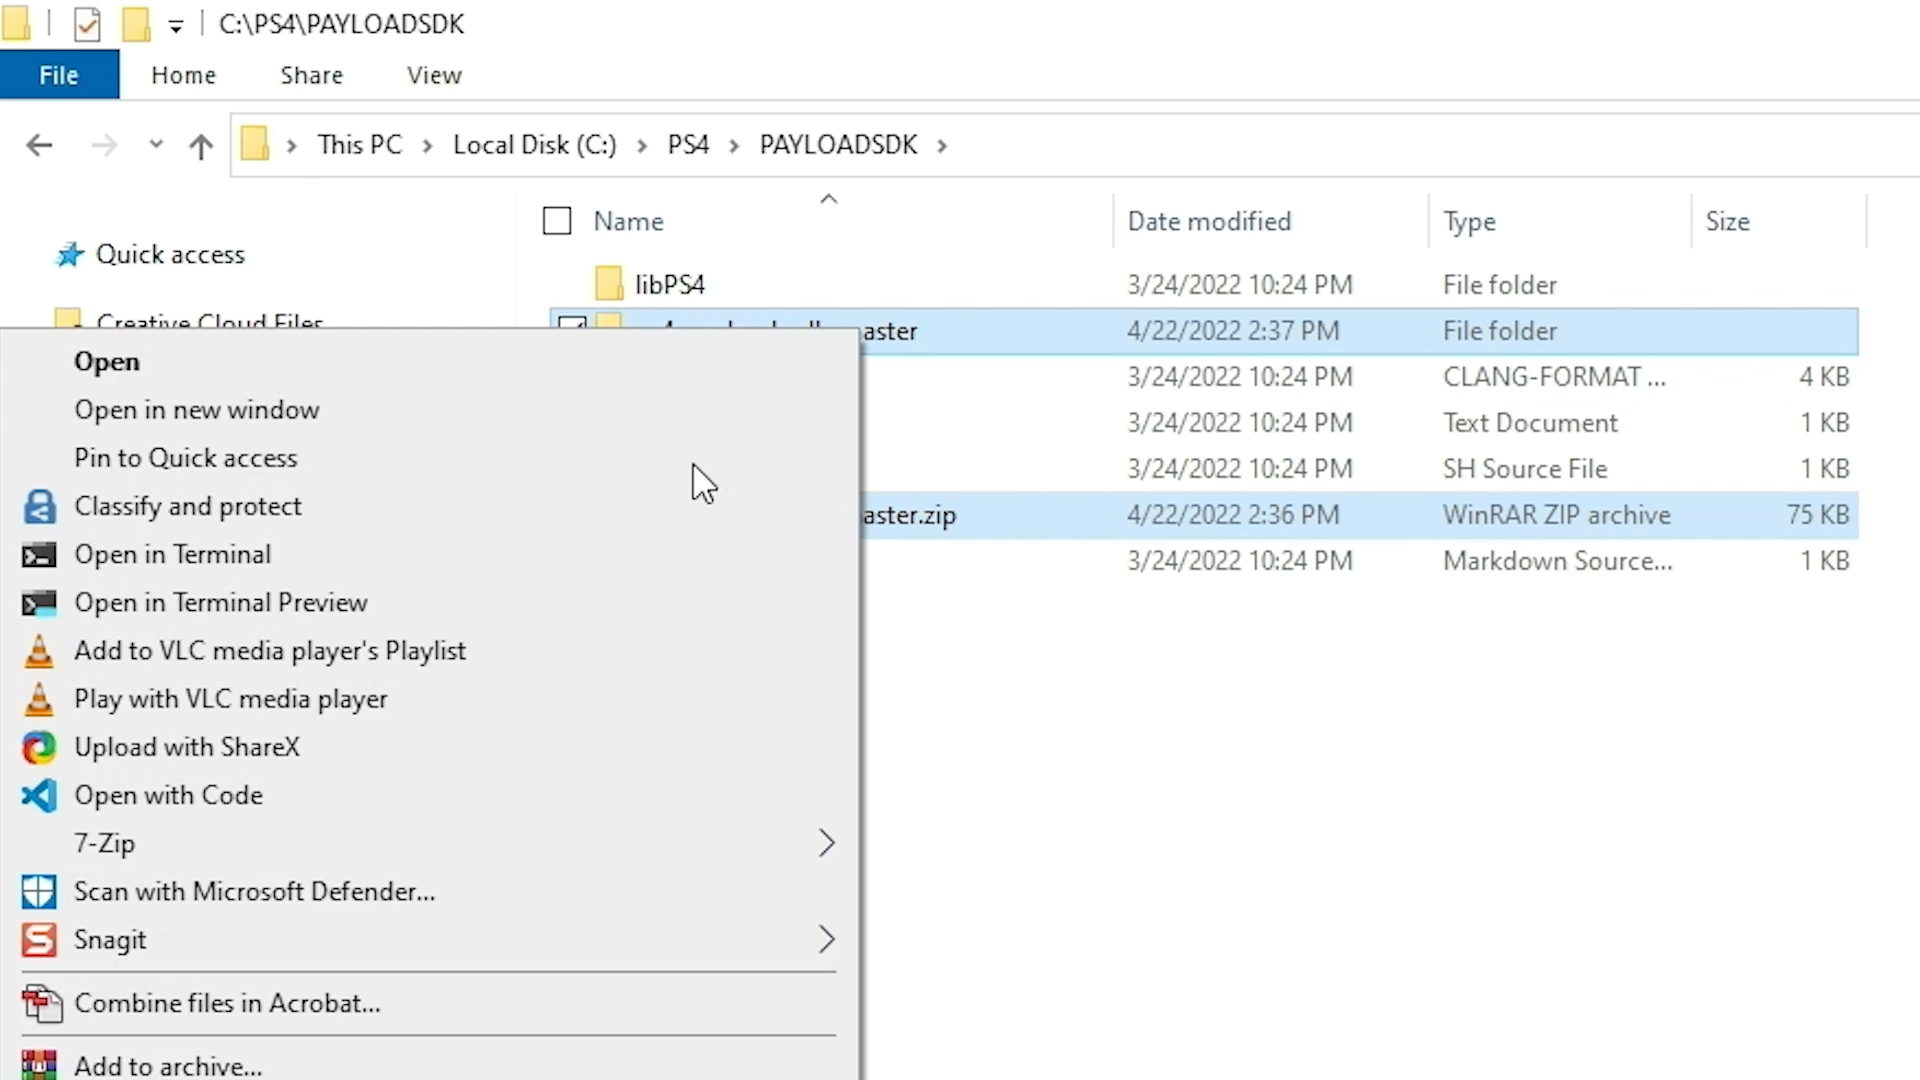 C:\PS4\PAYLOADSDK
File Home Share View
This PC > Local Disk (C:) > PS4 > PAYLOADSDK >
Name Date modified Type Size
Quick access
libPS4 3/24/2022 10:24 PM File folder
Creative Cloud Files
aster 4/22/2022 2:37 PM File folder
3/24/2022 10:24 PM CLANG-FORMAT ... 4 KB
3/24/2022 10:24 PM Text Document 1 KB
3/24/2022 10:24 PM SH Source File 1 KB
aster.zip 4/22/2022 2:36 PM WinRAR ZIP archive 75 KB
3/24/2022 10:24 PM Markdown Source... 1 KB
Open
Open in new window
Pin to Quick access
Classify and protect
Open in Terminal
Open in Terminal Preview
Add to VLC media player's Playlist
Play with VLC media player
Upload with ShareX
Open with Code
7-Zip
Scan with Microsoft Defender...
Snagit
Combine files in Acrobat...
Add to archive...